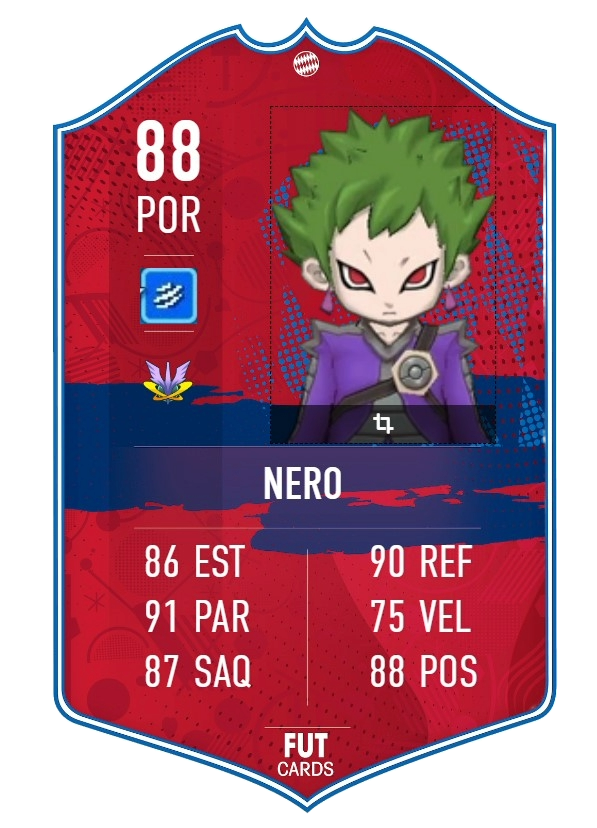 88
POR
NERO
86 EST
90 REF
91 PAR
75 VEL
87 SAQ
88 POS
FUT
CARDS